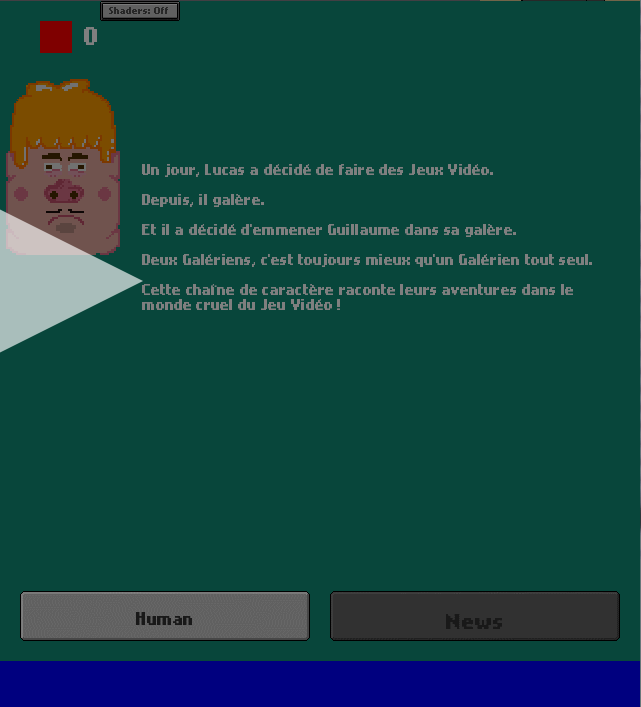 Shaders: Off
0
Un jour, Lucas a décidé de faire des Jeux Vidéo.
Depuis, il galère.
Et il a décidé d'emmener Guillaume dans sa galère.
Deux Galériens, c'est toujours mieux qu'un Galérien tout seul.
Cette chaîne de caractère raconte leurs aventures dans le
monde cruel du Jeu Vidéo !
Human
News